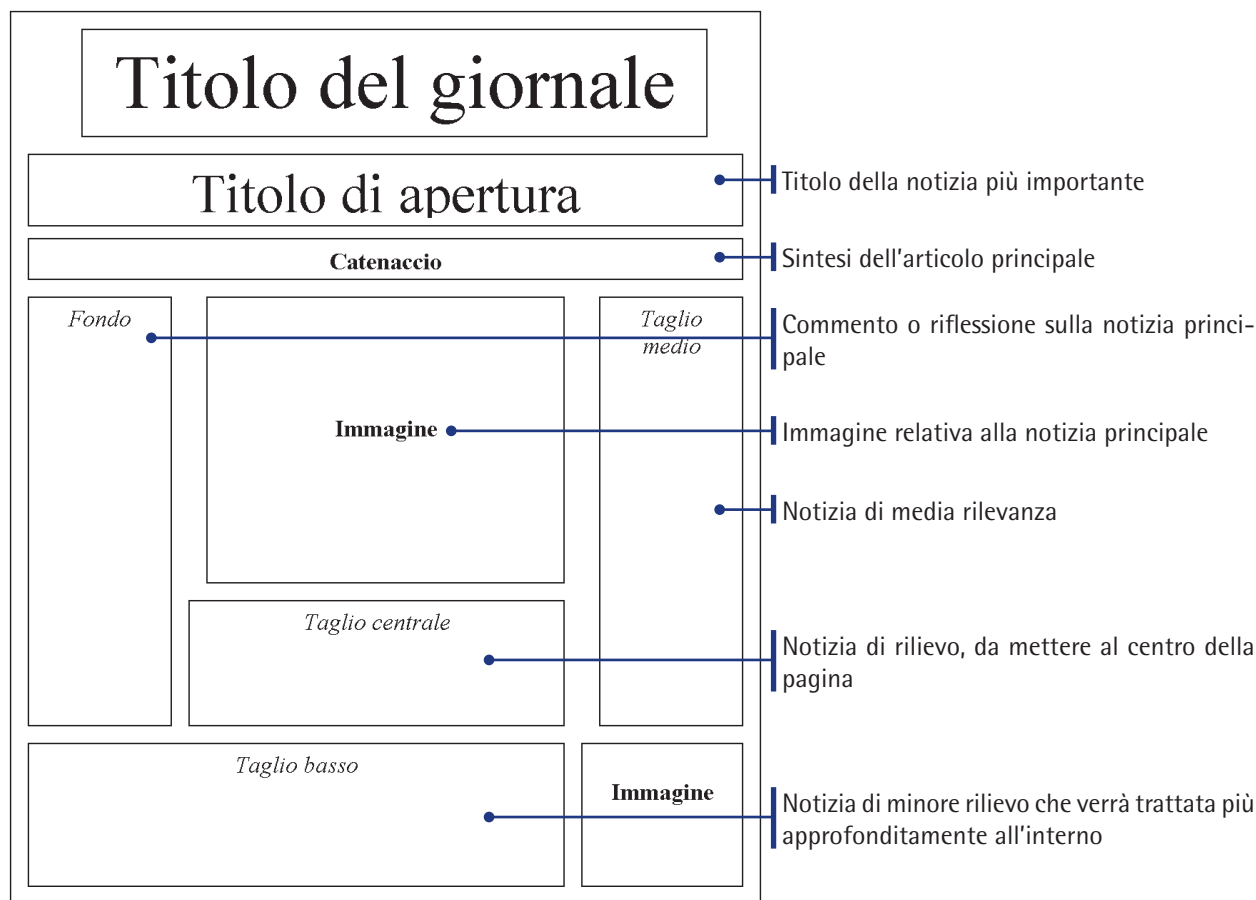 Titolo del giornale
Titolo di apertura
Titolo della notizia più importante
Catenaccio
Sintesi dell'articolo principale
Fondo
Taglio
medio
Commento o riflessione sulla notizia princi-
pale
Immagine
Immagine relativa alla notizia principale
Notizia di media rilevanza
Taglio centrale
Notizia di rilievo, da mettere al centro della
pagina
Taglio basso
Immagine
Notizia di minore rilievo che verrà trattata più
approfonditamente all'interno